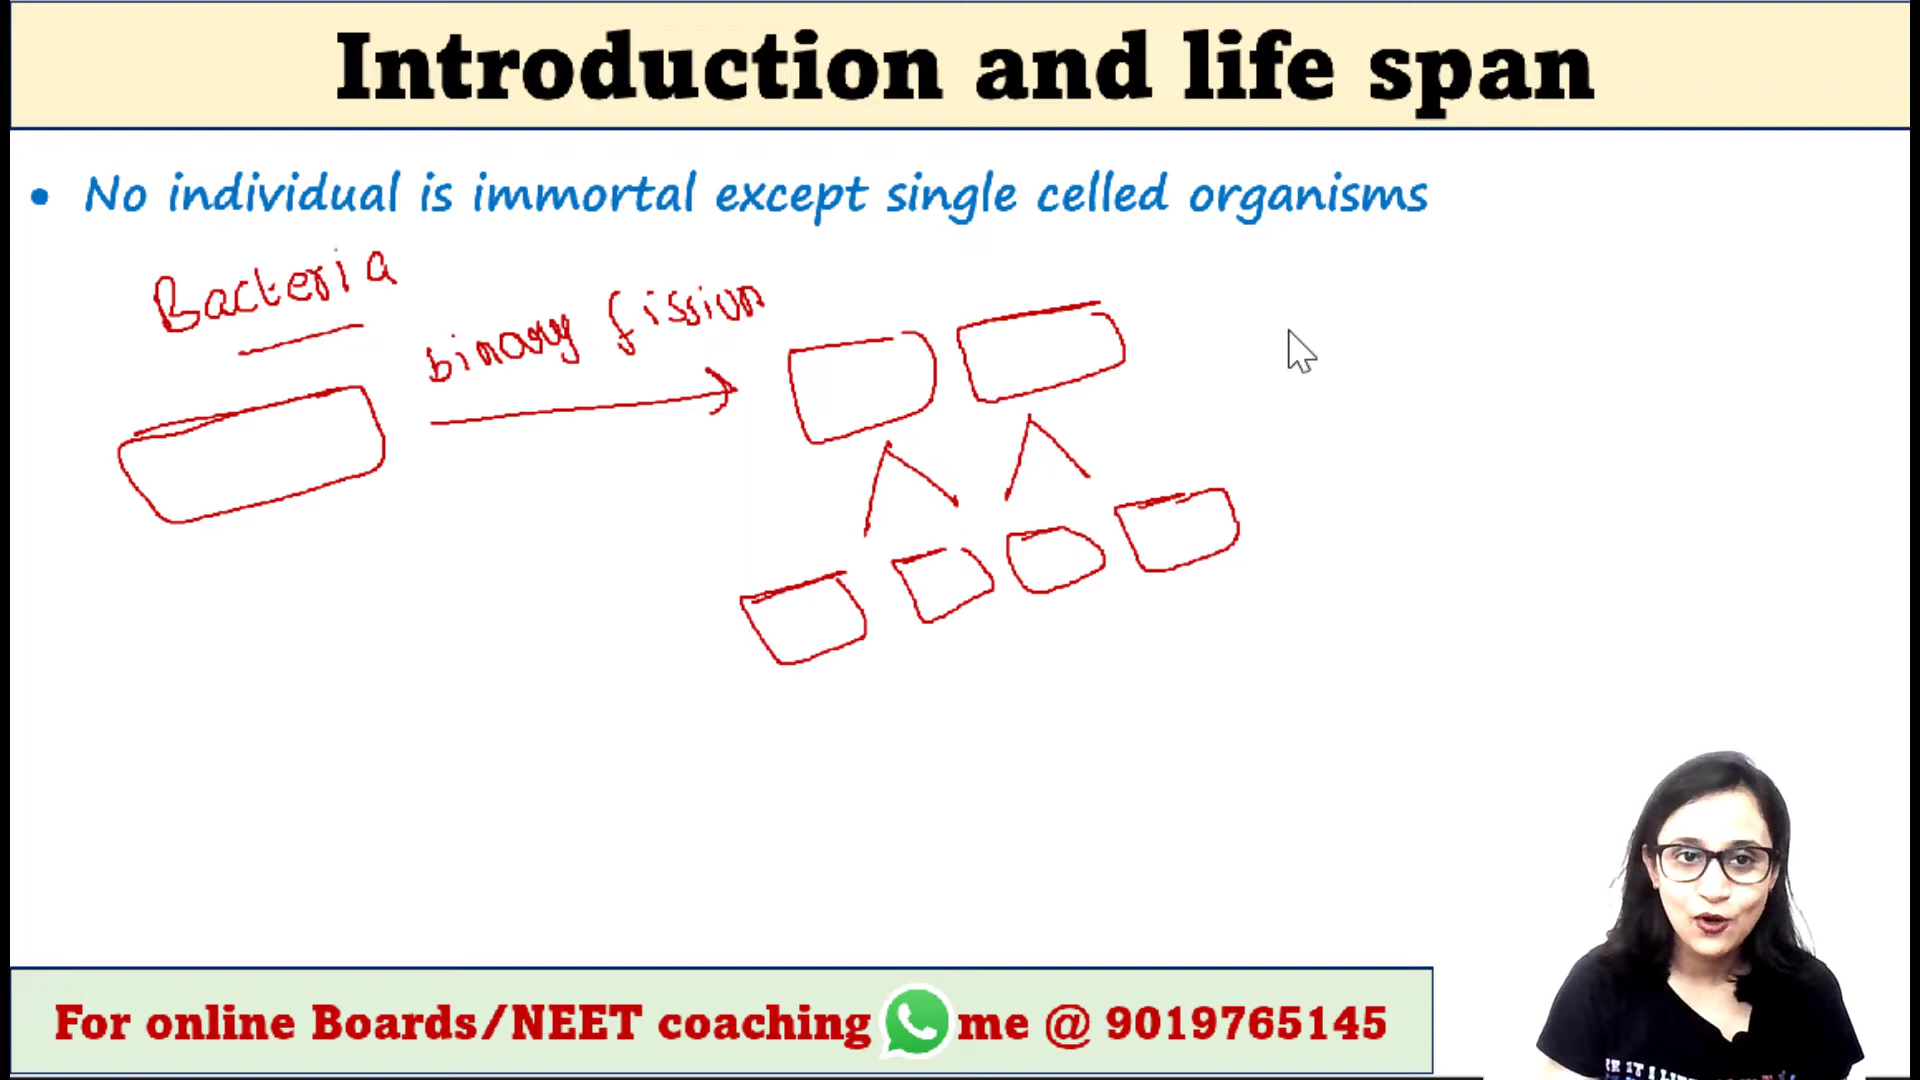 Introduction and life span
• No individual is immortal except single celled organisms
Bacteria
binary fission
For online Boards/NEET coaching me @ 9019765145